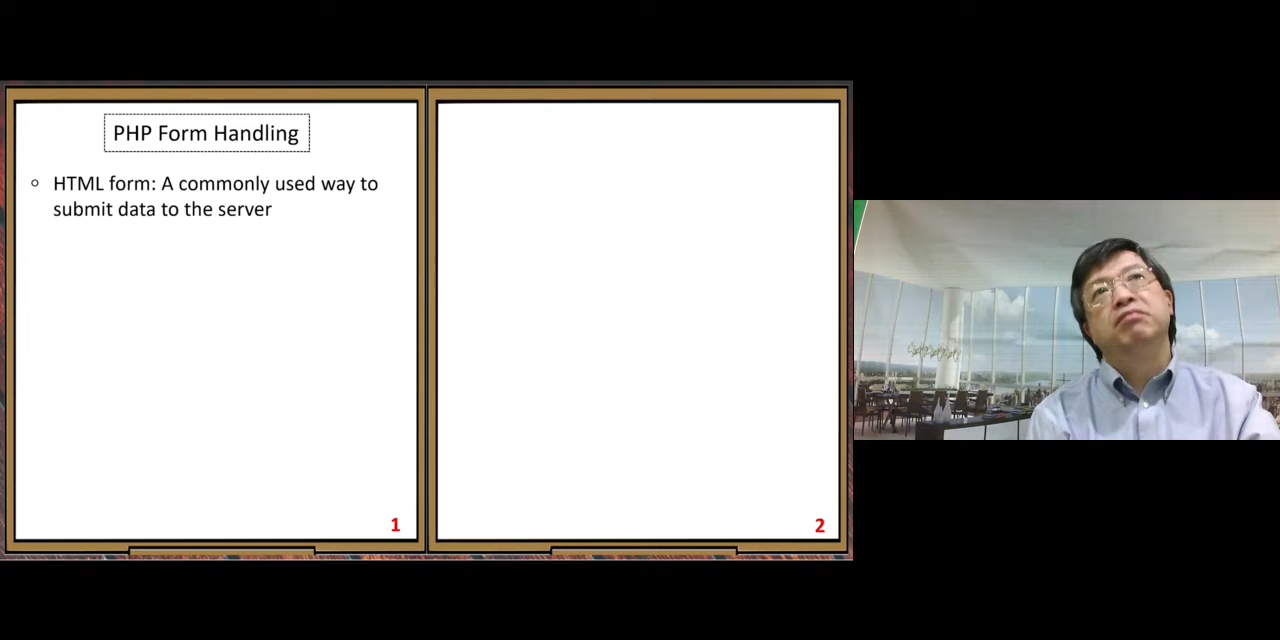 PHP Form Handling
○ HTML form: A commonly used way to
submit data to the server
1
2